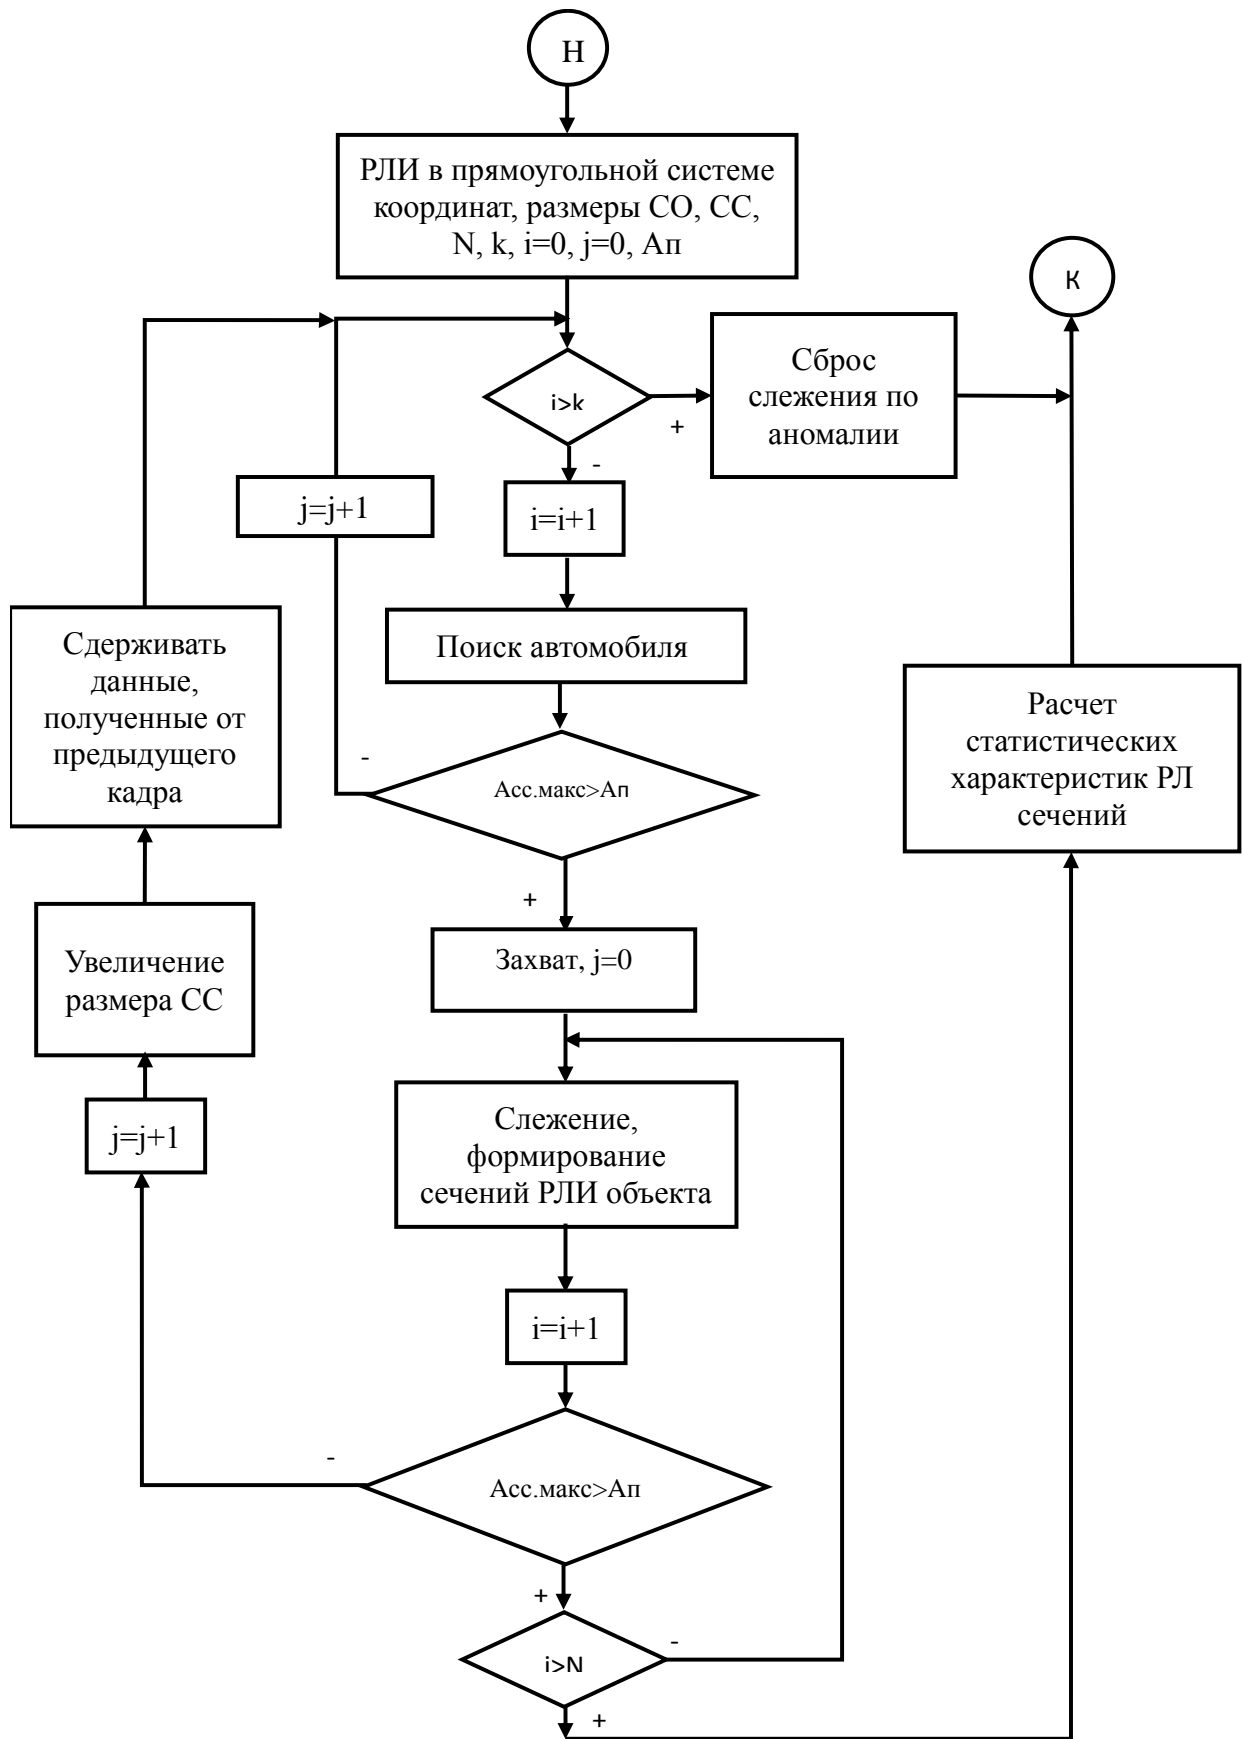 Н
РЛИ в прямоугольной системе
координат, размеры СО, СС,
N, k, i=0, j=0, Ап
К
i>k
+
-
Сброс
слежения по
аномалии
j=j+1
i=i+1
Поиск автомобиля
Сдерживать
данные,
полученные от
предыдущего
кадра
Расчет
статистических
характеристик РЛ
сечений
-
Асс.макс>Ап
+
Захват, j=0
Увеличение
размера СС
j=j+1
Слежение,
формирование
сечений РЛИ объекта
i=i+1
-
Асс.макс>Ап
+
i>N
-
+